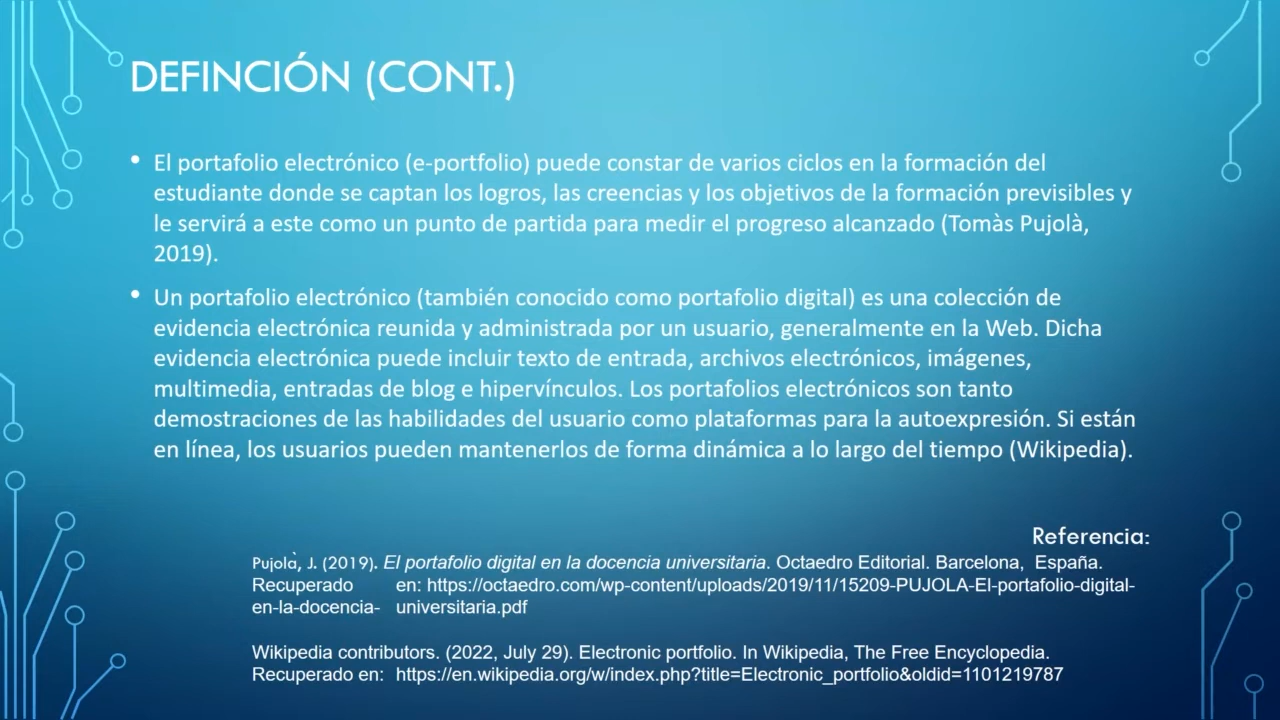 DEFINCIÓN (CONT.)
• El portafolio electrónico (e-portfolio) puede constar de varios ciclos en la formación del
estudiante donde se captan los logros, las creencias y los objetivos de la formación previsibles y
le servirá a este como un punto de partida para medir el progreso alcanzado (Tomàs Pujolà,
2019).
• Un portafolio electrónico (también conocido como portafolio digital) es una colección de
evidencia electrónica reunida y administrada por un usuario, generalmente en la Web. Dicha
evidencia electrónica puede incluir texto de entrada, archivos electrónicos, imágenes,
multimedia, entradas de blog e hipervínculos. Los portafolios electrónicos son tanto
demostraciones de las habilidades del usuario como plataformas para la autoexpresión. Si están
en línea, los usuarios pueden mantenerlos de forma dinámica a lo largo del tiempo (Wikipedia).
Referencia:
Pujolà, J. (2019). El portafolio digital en la docencia universitaria. Octaedro Editorial. Barcelona, España.
Recuperado en: https://octaedro.com/wp-content/uploads/2019/11/15209-PUJOLA-El-portafolio-digital-
en-la-docencia- universitaria.pdf
Wikipedia contributors. (2022, July 29). Electronic portfolio. In Wikipedia, The Free Encyclopedia.
Recuperado en: https://en.wikipedia.org/w/index.php?title=Electronic_portfolio&oldid=1101219787